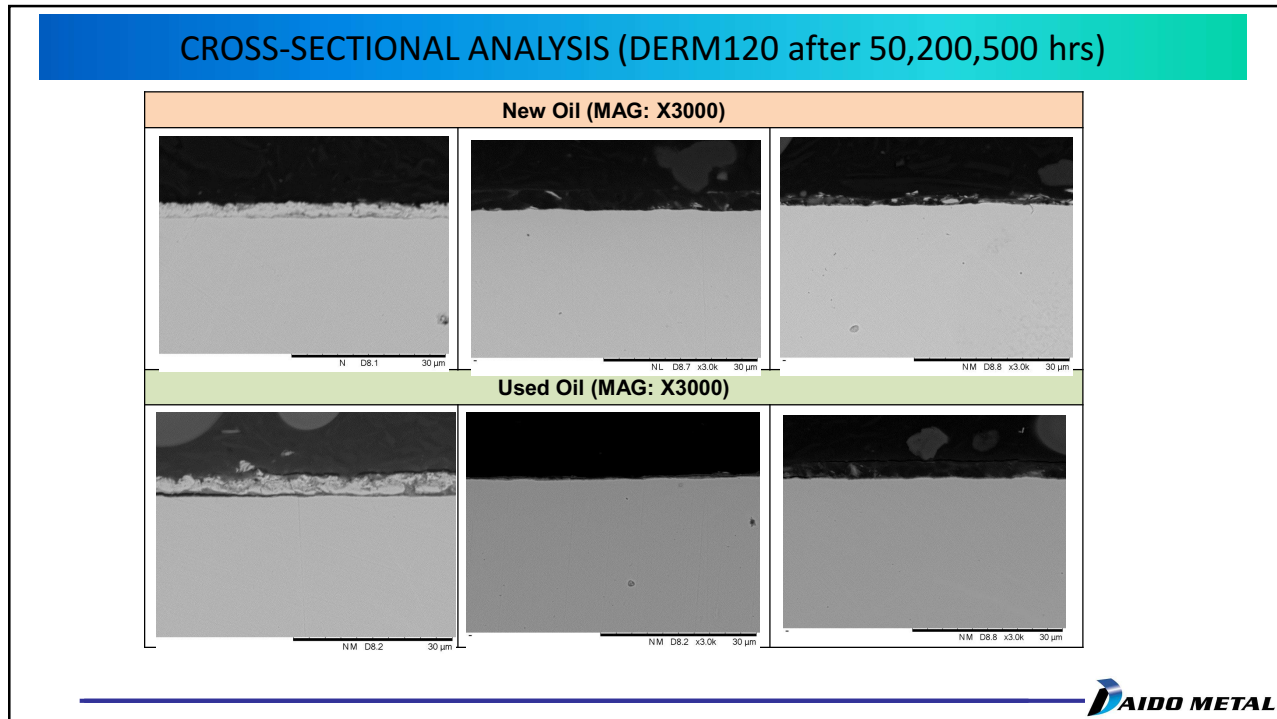 CROSS-SECTIONAL ANALYSIS (DERM120 after 50,200,500 hrs)
New Oil (MAG: X3000)
N D8.1 30 µm
NL D8.7 x3.0k 30 µm
NM D8.8 x3.0k 30 µm
Used Oil (MAG: X3000)
NM D8.2 30 µm
NM D8.2 x3.0k 30 µm
NM D8.8 x3.0k 30 µm
DAIDO METAL